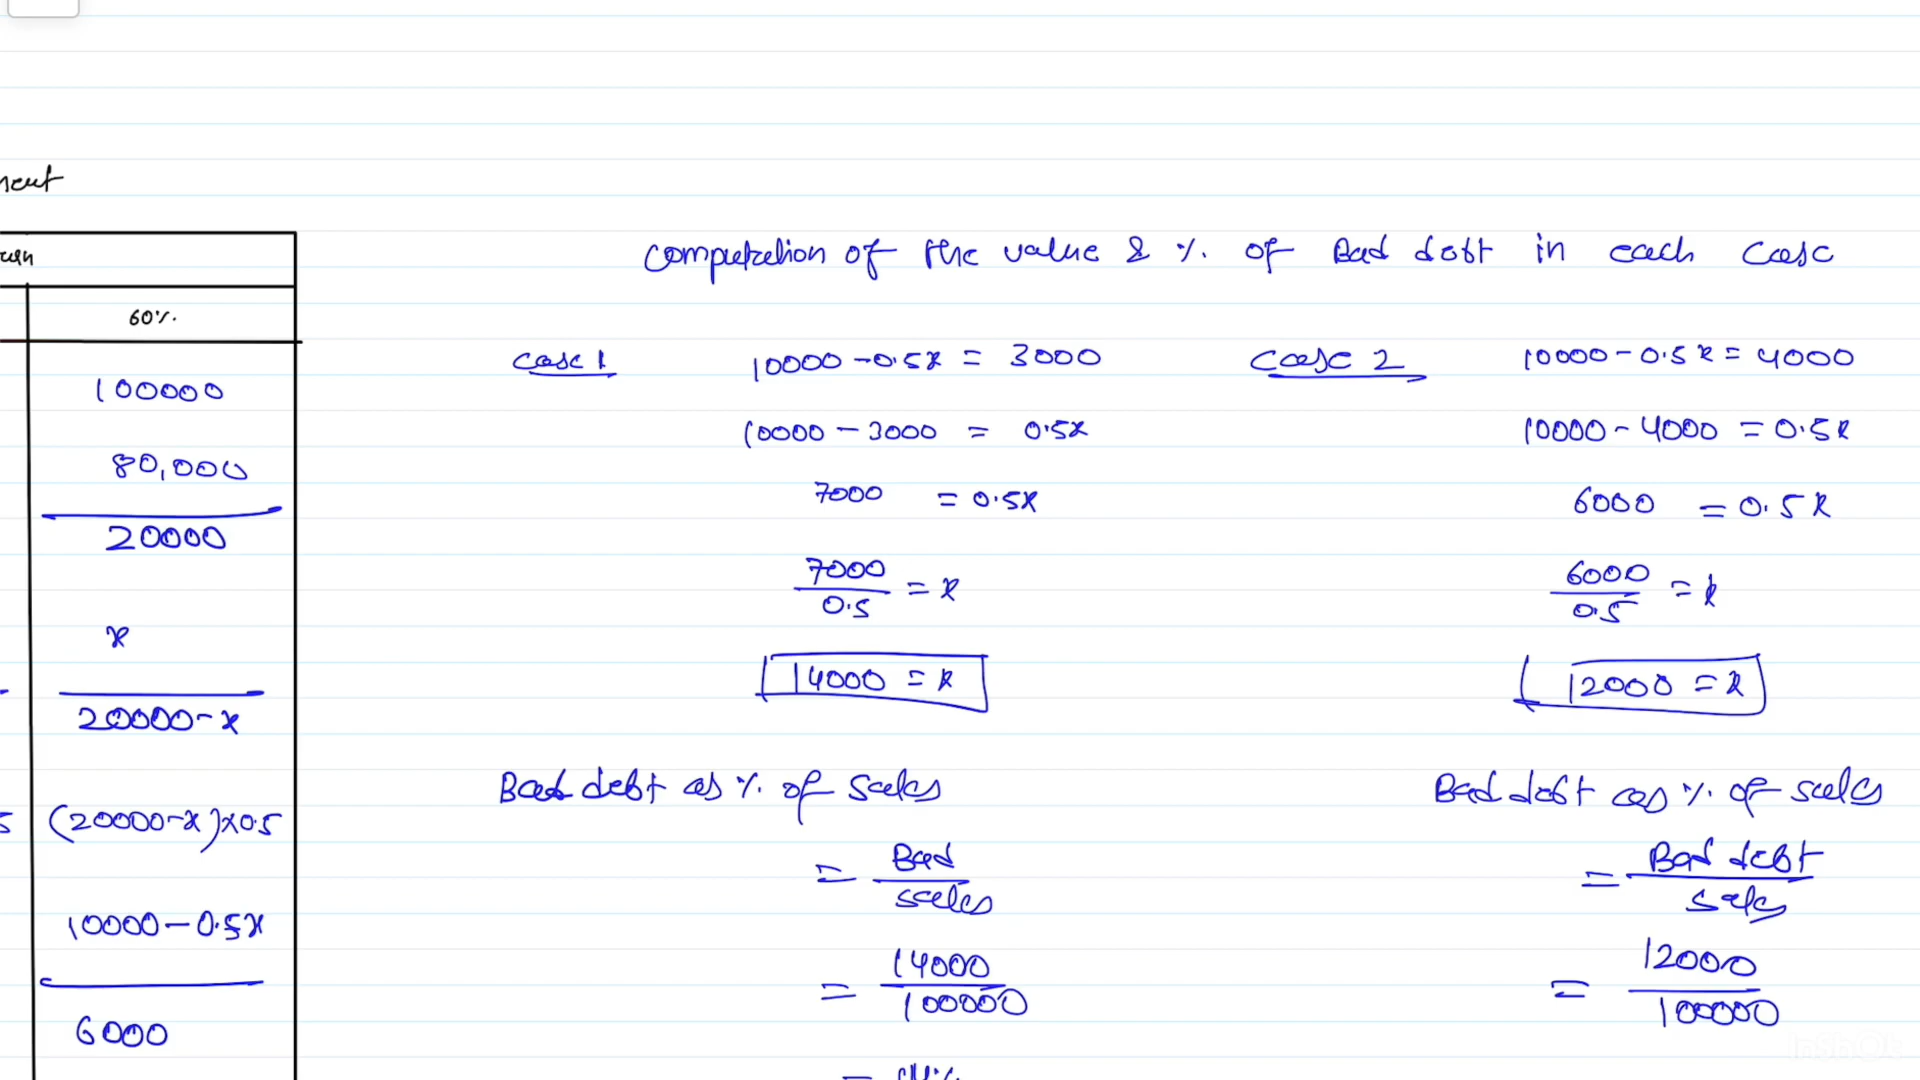 ment
urn
60%.
100000
80,000
20000
x
20000-x
(20000-x)×0.5
10000-0.5x
6000
Computation of the value & %. of Bad debt in each case
Case 1
10000-0.5x = 3000
10000-3000 = 0.5x
7000 = 0.5x
7000
0.5
= x
14000 = x
Bad debt as %. of sales
= Bad
sales
= 14000
100000
= 14%.
Case 2
10000-0.5x = 4000
10000-4000 = 0.5x
6000 = 0.5x
6000
0.5
= x
12000 = x
Bad debt as %. of sales
= Bad debt
Sales
= 12000
100000